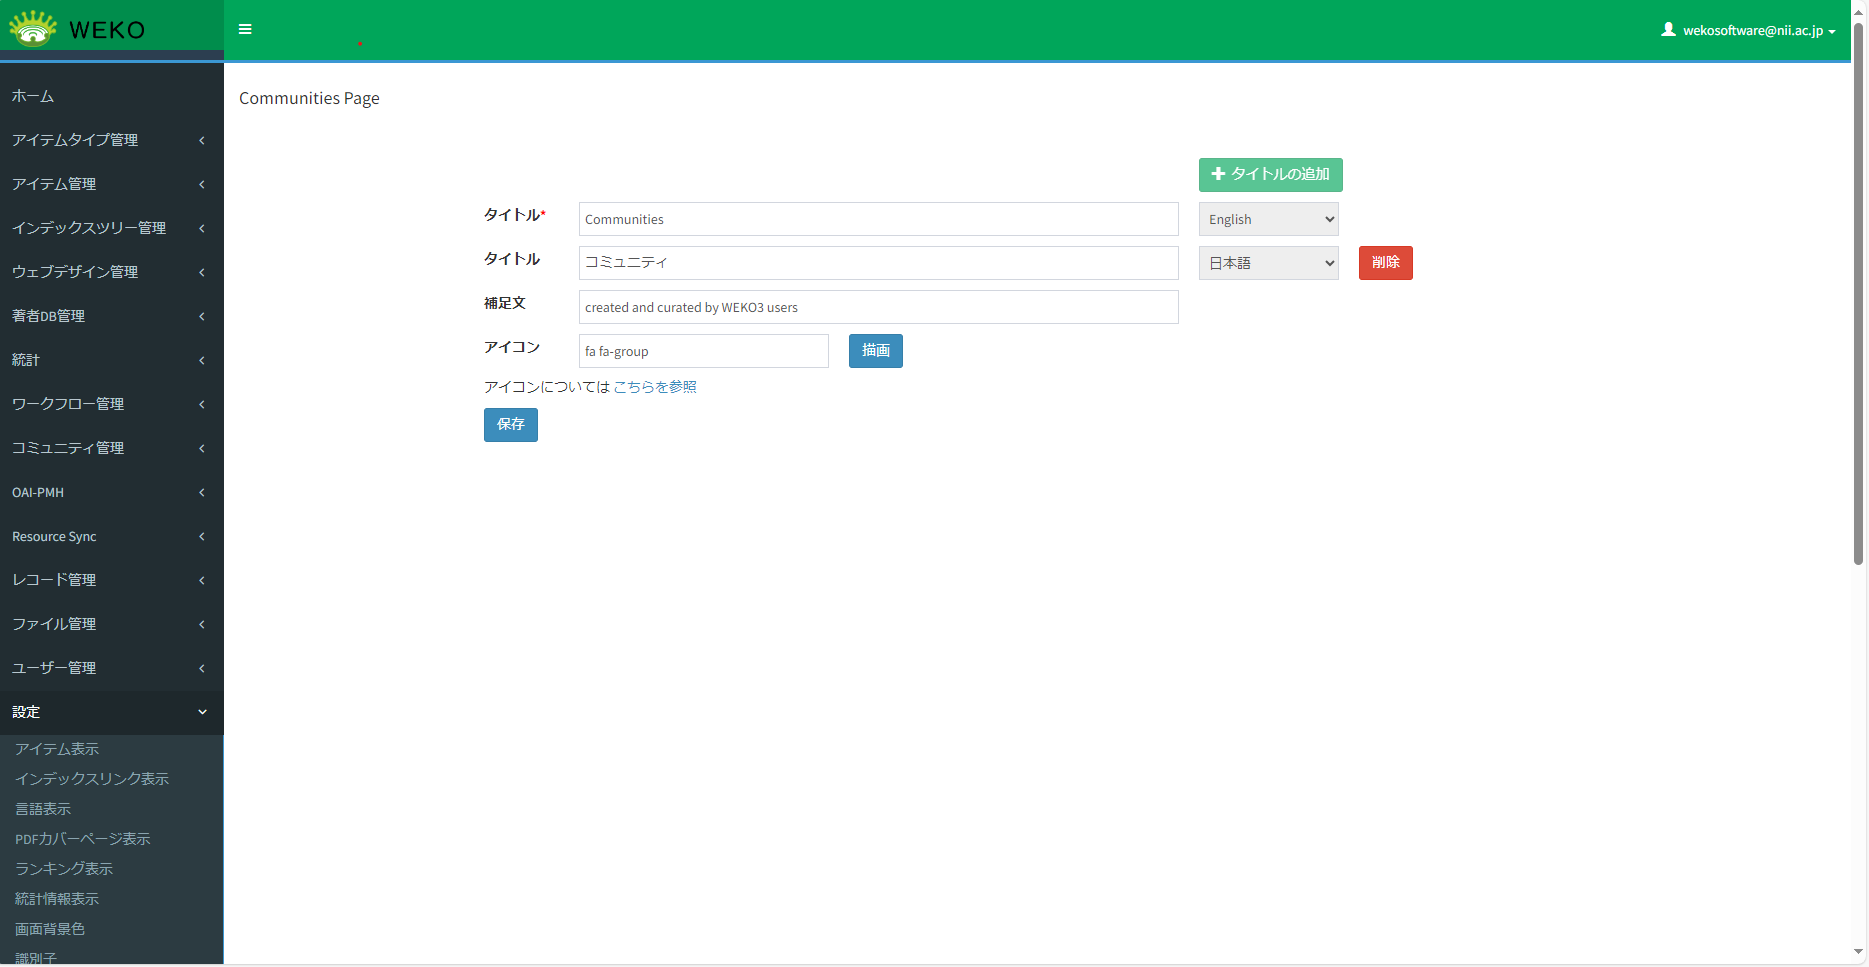 WEKO
wekosoftware@nii.ac.jp
ホーム
アイテムタイプ管理
アイテム管理
インデックスツリー管理
ウェブデザイン管理
著者DB管理
統計
ワークフロー管理
コミュニティ管理
OAI-PMH
Resource Sync
レコード管理
ファイル管理
ユーザー管理
設定
アイテム表示
インデックスリンク表示
言語表示
PDFカバーページ表示
ランキング表示
統計情報表示
画面背景色
識別子
Communities Page
タイトルの追加
タイトル* Communities English
タイトル コミュニティ 日本語 削除
補足文 created and curated by WEKO3 users
アイコン fa fa-group 描画
アイコンについては こちらを参照
保存